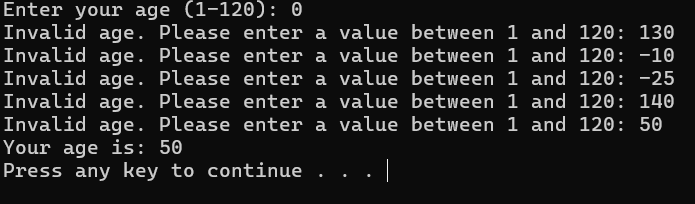 Enter your age (1-120): 0
Invalid age. Please enter a value between 1 and 120: 130
Invalid age. Please enter a value between 1 and 120: -10
Invalid age. Please enter a value between 1 and 120: -25
Invalid age. Please enter a value between 1 and 120: 140
Invalid age. Please enter a value between 1 and 120: 50
Your age is: 50
Press any key to continue . . .